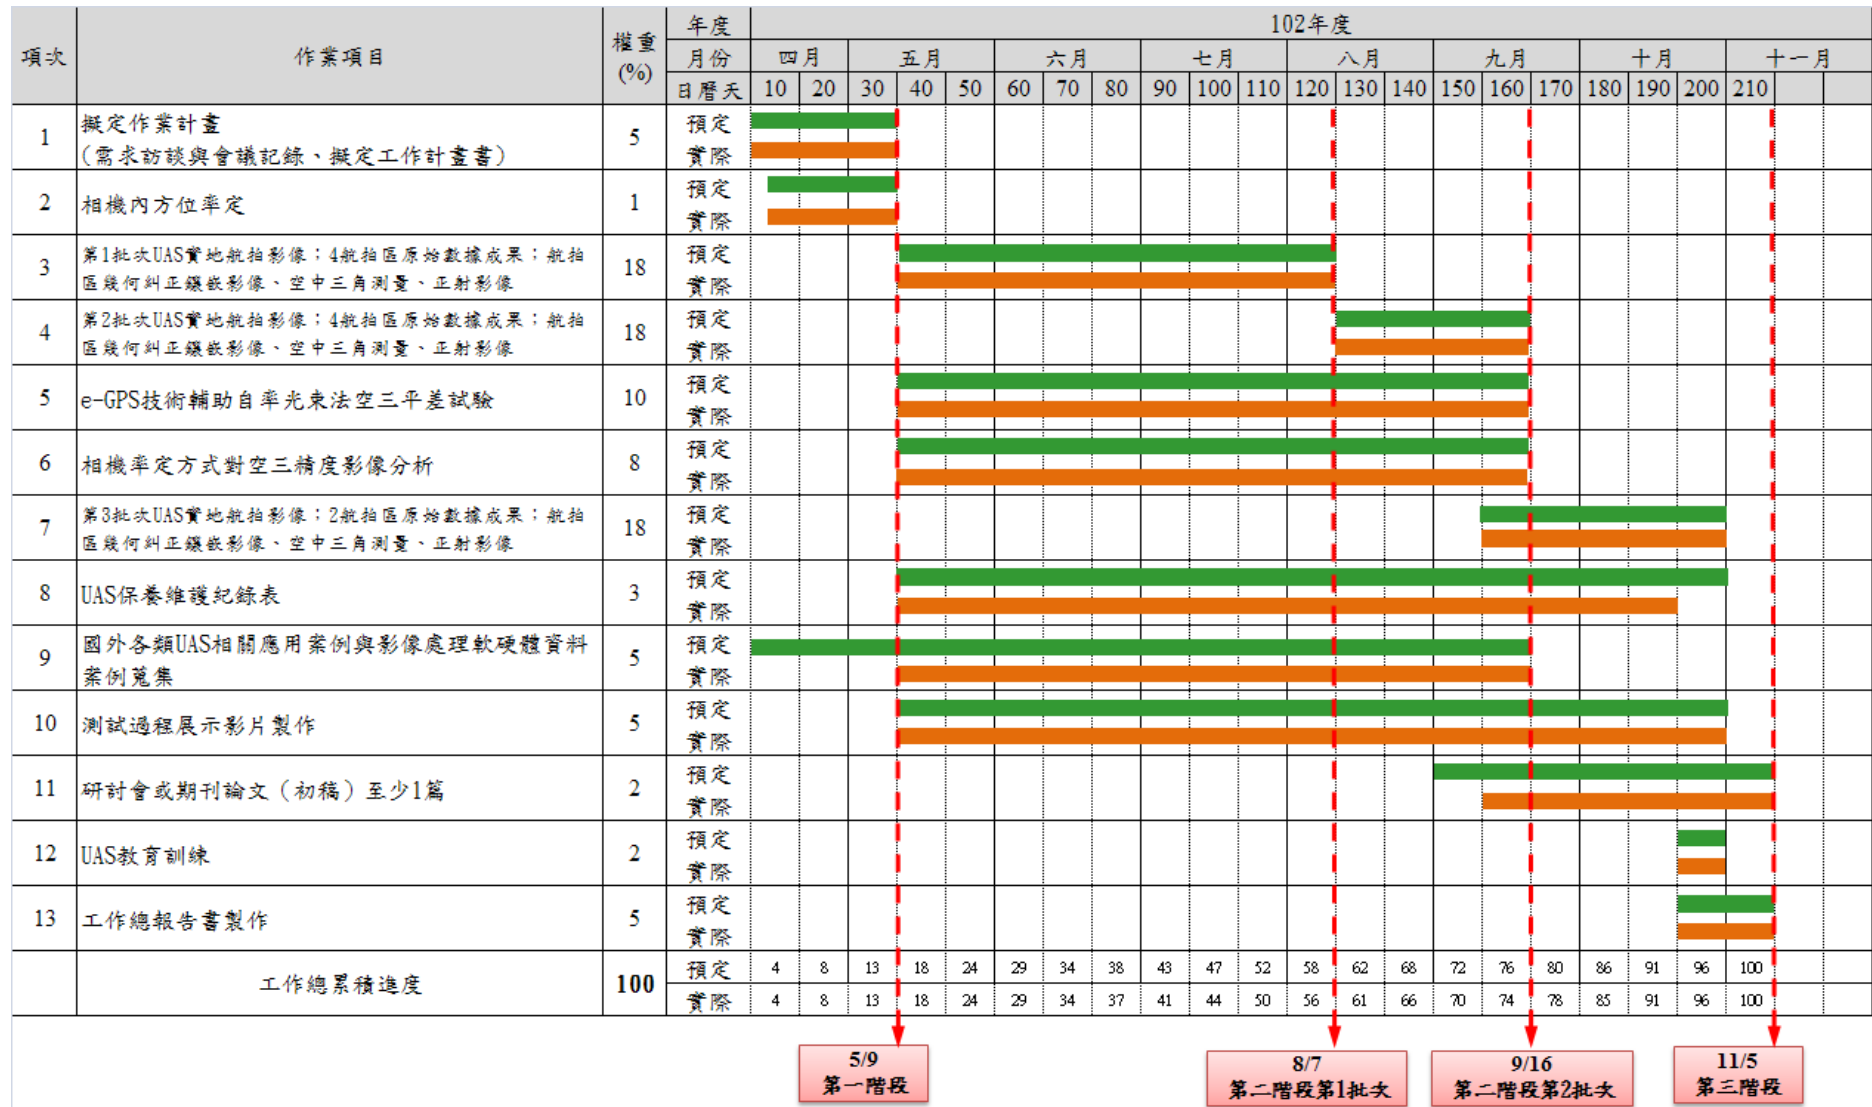 項次 作業項目 權重 (%) 年度 102年度
月份 四月 五月 六月 七月 八月 九月 十月 十一月
日曆天 10 20 30 40 50 60 70 80 90 100 110 120 130 140 150 160 170 180 190 200 210
1 擬定作業計畫 5 預定
(需求訪談與會議記錄、擬定工作計畫書) 實際
2 相機內方位率定 1 預定
實際
3 第1批次UAS實地航拍影像；4航拍區原始數據成果；航拍 18 預定
區幾何糾正鑲嵌影像、空中三角測量、正射影像 實際
4 第2批次UAS實地航拍影像；4航拍區原始數據成果；航拍 18 預定
區幾何糾正鑲嵌影像、空中三角測量、正射影像 實際
5 e-GPS技術輔助自率光束法空三平差試驗 10 預定
實際
6 相機率定方式對空三精度影像分析 8 預定
實際
7 第3批次UAS實地航拍影像；2航拍區原始數據成果；航拍 18 預定
區幾何糾正鑲嵌影像、空中三角測量、正射影像 實際
8 UAS保養維護紀錄表 3 預定
實際
9 國外各類UAS相關應用案例與影像處理軟硬體資料 5 預定
案例蒐集 實際
10 測試過程展示影片製作 5 預定
實際
11 研討會或期刊論文（初稿）至少1篇 2 預定
實際
12 UAS教育訓練 2 預定
實際
13 工作總報告書製作 5 預定
實際
工作總累積進度 100 預定 4 8 13 18 24 29 34 38 43 47 52 58 62 68 72 76 80 86 91 96 100
實際 4 8 13 18 24 29 34 37 41 44 50 56 61 66 70 74 78 85 91 96 100
5/9
第一階段
8/7
第二階段第1批次
9/16
第二階段第2批次
11/5
第三階段